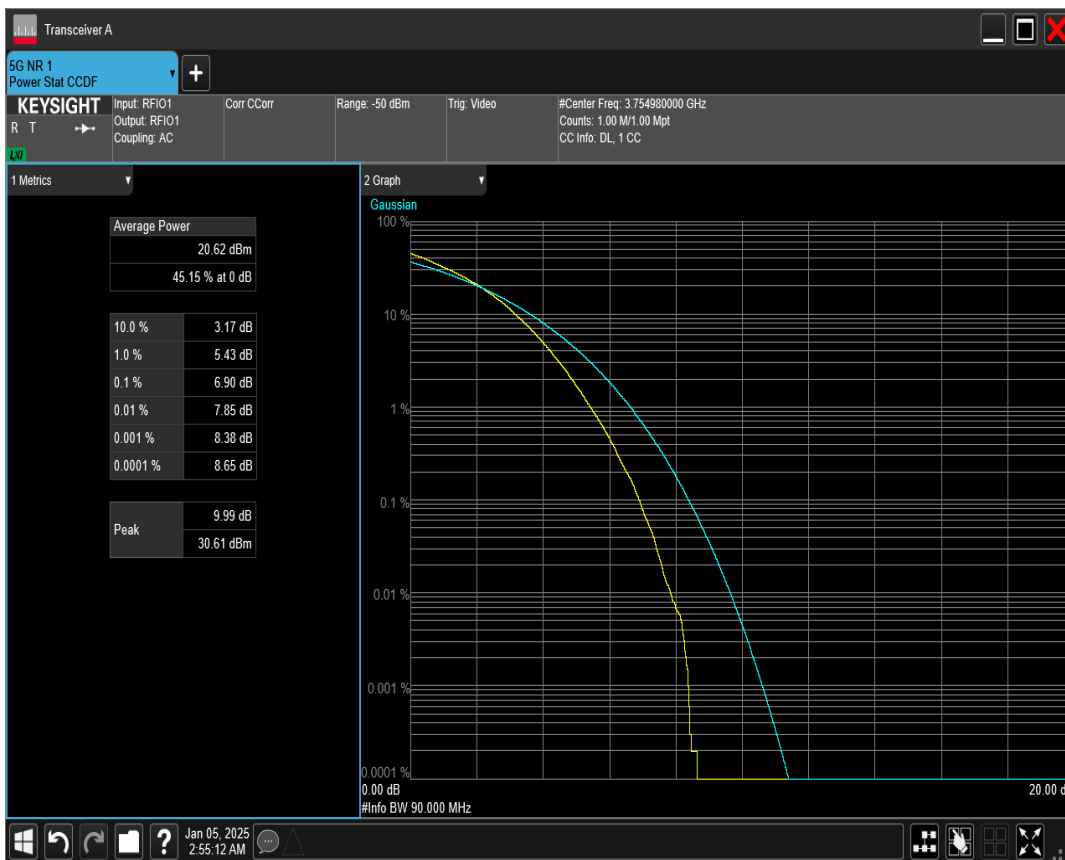 Transceiver A
5G NR 1
Power Stat CCDF
KEYSIGHT
R T
LXI
Input: RFIO1
Output: RFIO1
Coupling: AC
Corr CCorr
Range: -50 dBm
Trig: Video
#Center Freq: 3.754980000 GHz
Counts: 1.00 M/1.00 Mpt
CC Info: DL, 1 CC
1 Metrics
Average Power
20.62 dBm
45.15 % at 0 dB
10.0 % 3.17 dB
1.0 % 5.43 dB
0.1 % 6.90 dB
0.01 % 7.85 dB
0.001 % 8.38 dB
0.0001 % 8.65 dB
Peak
9.99 dB
30.61 dBm
2 Graph
Gaussian
100 %
10 %
1 %
0.1 %
0.01 %
0.001 %
0.0001 %
0.00 dB
20.00 d
#Info BW 90.000 MHz
?
Jan 05, 2025
2:55:12 AM